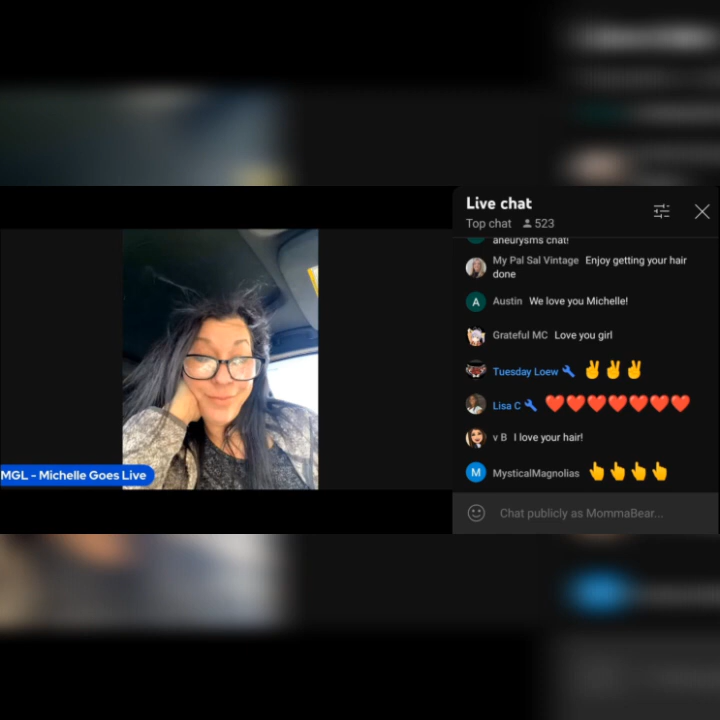 Live chat
Top chat 523
aneurysms chat!
My Pal Sal Vintage Enjoy getting your hair
done
A Austin We love you Michelle!
Grateful MC Love you girl
Tuesday Loew ✌✌✌
Lisa C ❤❤❤❤❤❤❤
v B I love your hair!
M MysticalMagnolias 👆👆👆👆
Chat publicly as MommaBear...
MGL - Michelle Goes Live